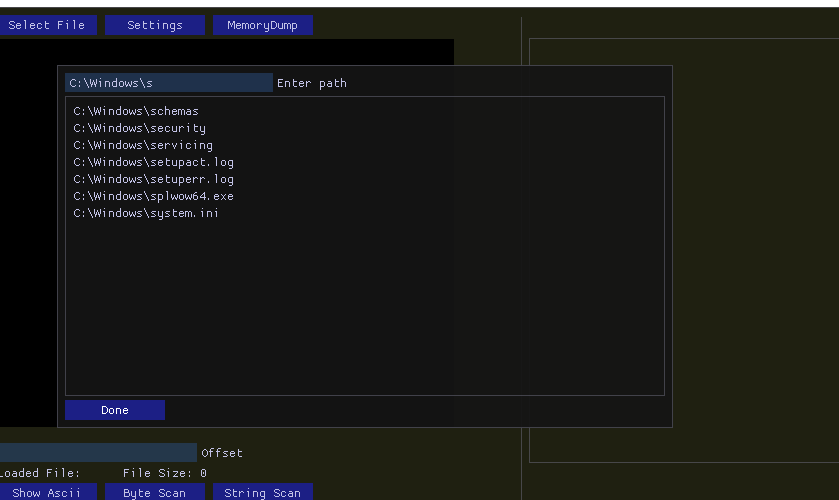 Select File Settings MemoryDump
C:\Windows\s Enter path
C:\Windows\schemas
C:\Windows\security
C:\Windows\servicing
C:\Windows\setupact.log
C:\Windows\setuperr.log
C:\Windows\splwow64.exe
C:\Windows\system.ini
Done
Offset
Loaded File: File Size: 0
Show Ascii Byte Scan String Scan